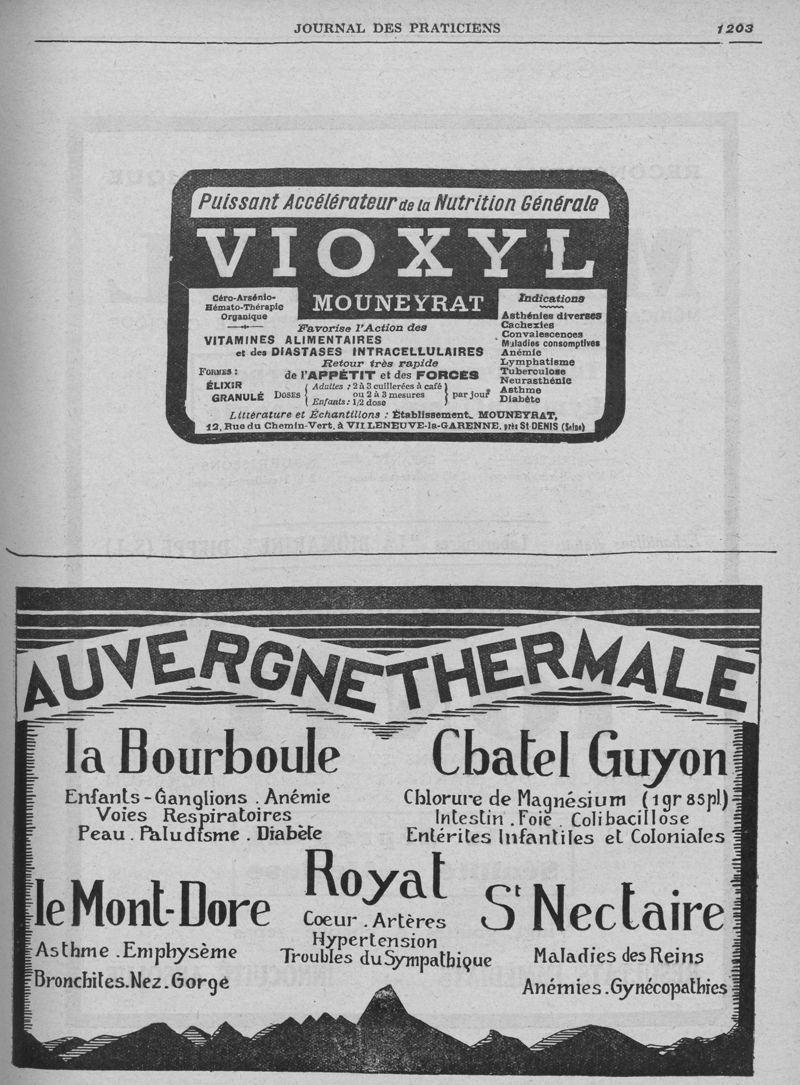 JOURNAL DES PRATICIENS
1203
Puissant Accélérateur de la Nutrition Générale
VIOXYL
MOUNEYRAT
Céro-Arsénio-
Hémato-Thérapie
Organique
Favorise l'Action des
VITAMINES ALIMENTAIRES
et des DIASTASES INTRACELLULAIRES
Retour très rapide
de l'APPÉTIT et des FORCES
FORMES :
ÉLIXIR
GRANULÉ
DOSES
Adultes : 2 à 3 cuillerées à café
ou 2 à 3 mesures
Enfants : 1/2 dose
par jour
Indications
Asthénies diverses
Cachexies
Convalescences
Maladies consomptives
Anémie
Lymphatisme
Tuberculose
Neurasthénie
Asthme
Diabète
Littérature et Échantillons : Établissement MOUNEYRAT,
12, Rue du Chemin-Vert, à VILLENEUVE-la-GARENNE, près St-DENIS (Seine)
AUVERGNE THERMALE
la Bourboule
Enfants-Ganglions . Anémie
Voies Respiratoires
Peau . Paludisme . Diabète
Chatel Guyon
Chlorure de Magnésium (1gr 85pl)
Intestin . Foie . Colibacillose
Entérites Infantiles et Coloniales
le Mont-Dore
Asthme . Emphysème
Bronchites . Nez . Gorge
Royat
Coeur . Artères
Hypertension
Troubles du Sympathique
St Nectaire
Maladies des Reins
Anémies . Gynécopathies